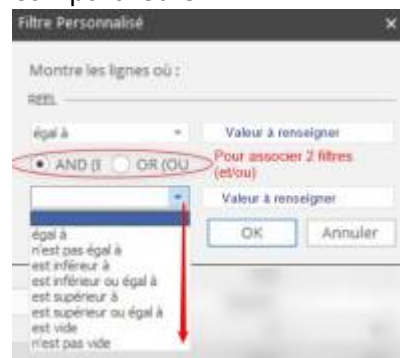 Filtre Personnalisé ×
Montre les lignes où :
REEL
égal à
Valeur à renseigner
AND (E OR (OU
Pour associer 2 filtres
(et/ou)
Valeur à renseigner
OK Annuler
égal à
n'est pas égal à
est inféreur à
est inférieur ou égal à
est supérieur à
est supérieur ou égal à
est vide
n'est pas vide